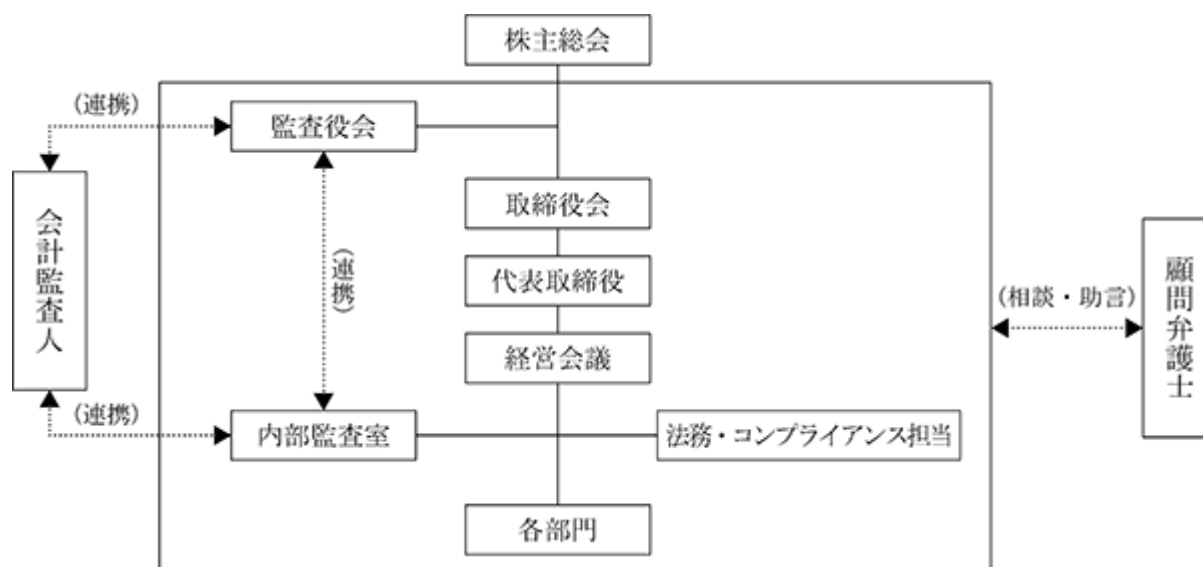 株主総会
(連携)
監査役会
会計監査人
取締役会
(連携)
代表取締役
(相談・助言)
顧問弁護士
経営会議
(連携)
内部監査室
法務・コンプライアンス担当
各部門